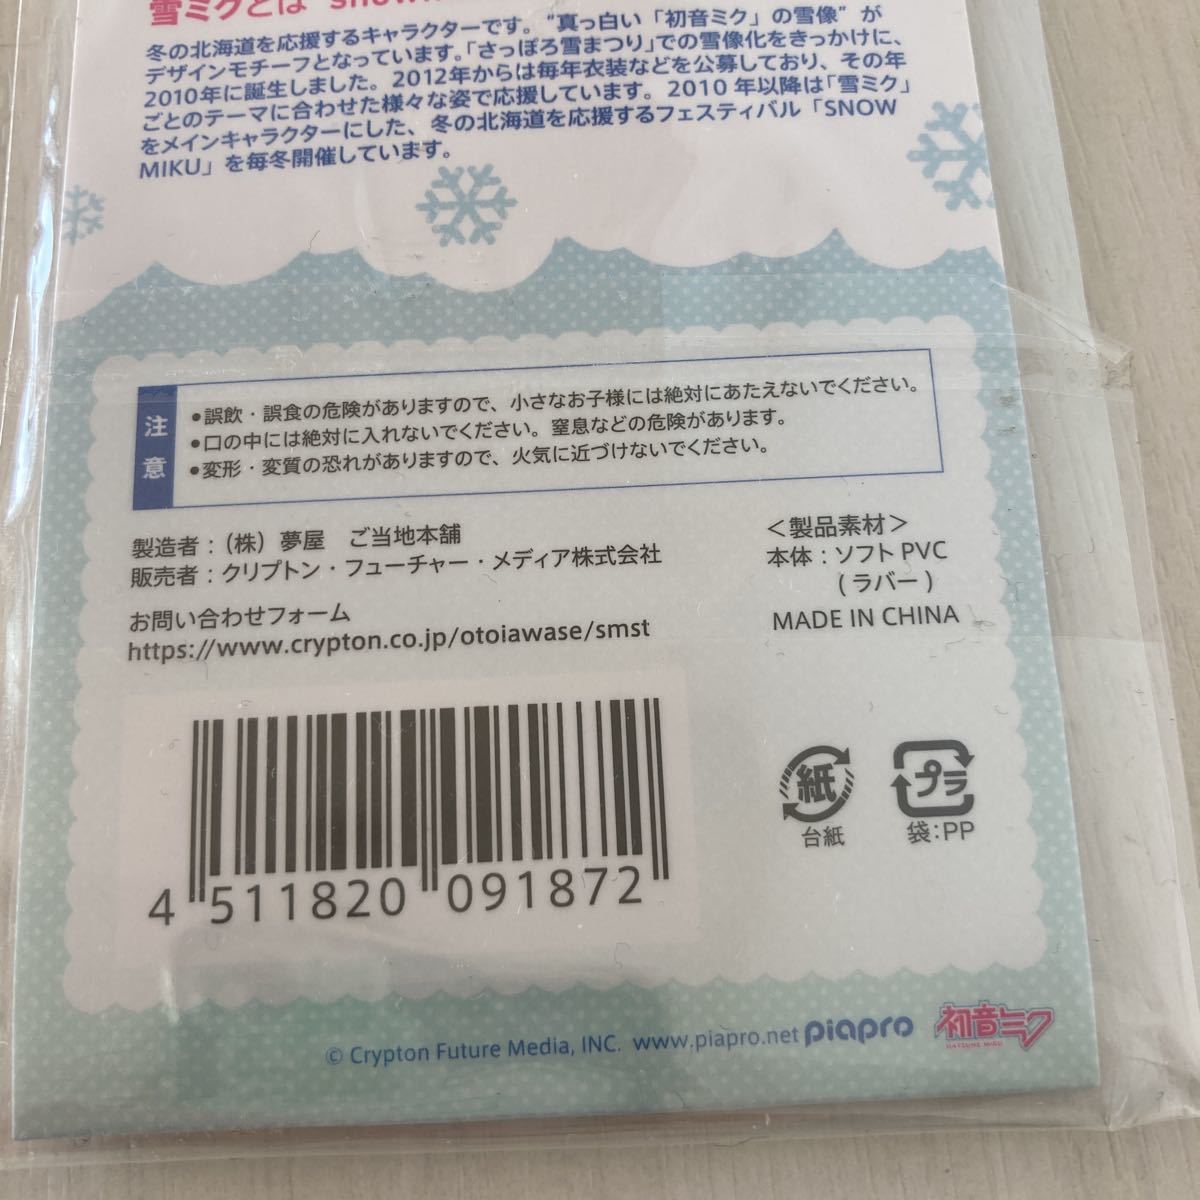 雪ミクとは "snow
冬の北海道を応援するキャラクターです。"真っ白い「初音ミク」の雪像"が
デザインモチーフとなっています。「さっぽろ雪まつり」での雪像化をきっかけに、
2010年に誕生しました。2012年からは毎年衣装などを公募しており、その年
ごとのテーマに合わせた様々な姿で応援しています。2010 年以降は「雪ミク」
をメインキャラクターにした、冬の北海道を応援するフェスティバル「SNOW
MIKU」を毎冬開催しています。
注意
●誤飲・誤食の危険がありますので、小さなお子様には絶対にあたえないでください。
●口の中には絶対に入れないでください。窒息などの危険があります。
●変形・変質の恐れがありますので、火気に近づけないでください。
製造者：(株) 夢屋　ご当地本舗
販売者：クリプトン・フューチャー・メディア株式会社
お問い合わせフォーム
https://www.crypton.co.jp/otoiawase/smst
＜製品素材＞
本体：ソフト PVC
(ラバー)
MADE IN CHINA
4 511820 091872
紙
台紙
プラ
袋：PP
© Crypton Future Media, INC. www.piapro.net piapro
初音ミク
HATSUNE MIKU